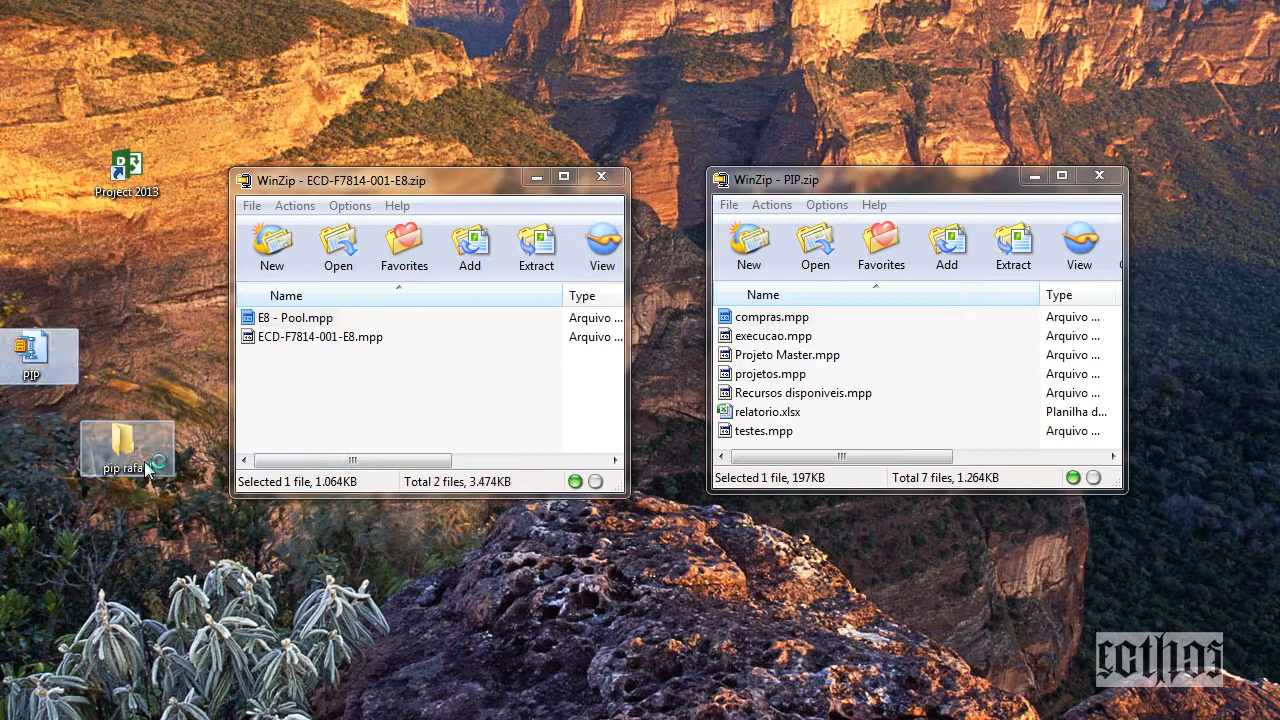 Project 2013
PIP
pip rafa
WinZip - ECD-F7814-001-E8.zip
File Actions Options Help
New Open Favorites Add Extract View
Name Type
E8 - Pool.mpp Arquivo ...
ECD-F7814-001-E8.mpp Arquivo ...
Selected 1 file, 1.064KB Total 2 files, 3.474KB
WinZip - PIP.zip
File Actions Options Help
New Open Favorites Add Extract View
Name Type
compras.mpp Arquivo ...
execucao.mpp Arquivo ...
Projeto Master.mpp Arquivo ...
projetos.mpp Arquivo ...
Recursos disponiveis.mpp Arquivo ...
relatorio.xlsx Planilha d...
testes.mpp Arquivo ...
Selected 1 file, 197KB Total 7 files, 1.264KB